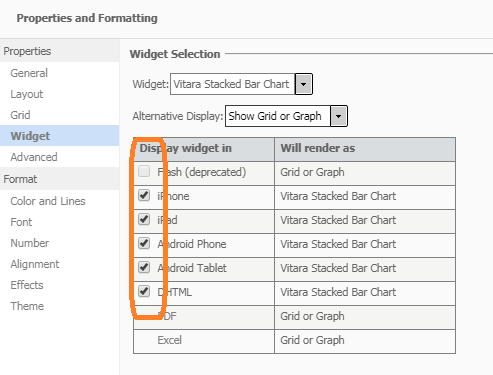 Properties and Formatting
Properties
General
Layout
Grid
Widget
Advanced
Format
Color and Lines
Font
Number
Alignment
Effects
Theme
Widget Selection
Widget: Vitara Stacked Bar Chart
Alternative Display: Show Grid or Graph
Display widget in Will render as
Flash (deprecated) Grid or Graph
iPhone Vitara Stacked Bar Chart
iPad Vitara Stacked Bar Chart
Android Phone Vitara Stacked Bar Chart
Android Tablet Vitara Stacked Bar Chart
DHTML Vitara Stacked Bar Chart
PDF Grid or Graph
Excel Grid or Graph